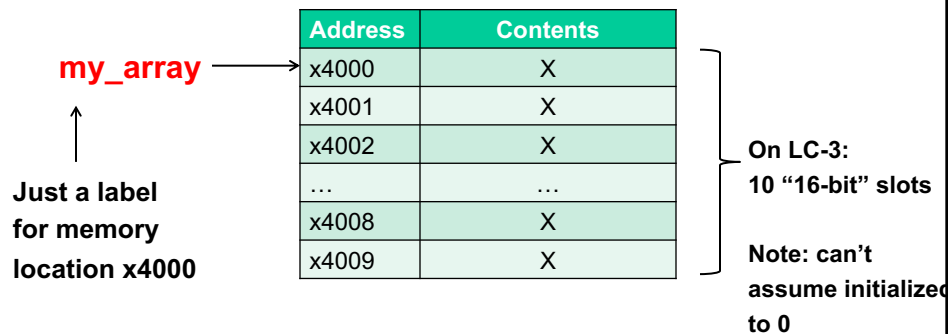 Address Contents
my_array x4000 X
x4001 X
x4002 X
… …
x4008 X
x4009 X
Just a label
for memory
location x4000
On LC-3:
10 “16-bit” slots
Note: can't
assume initialized
to 0